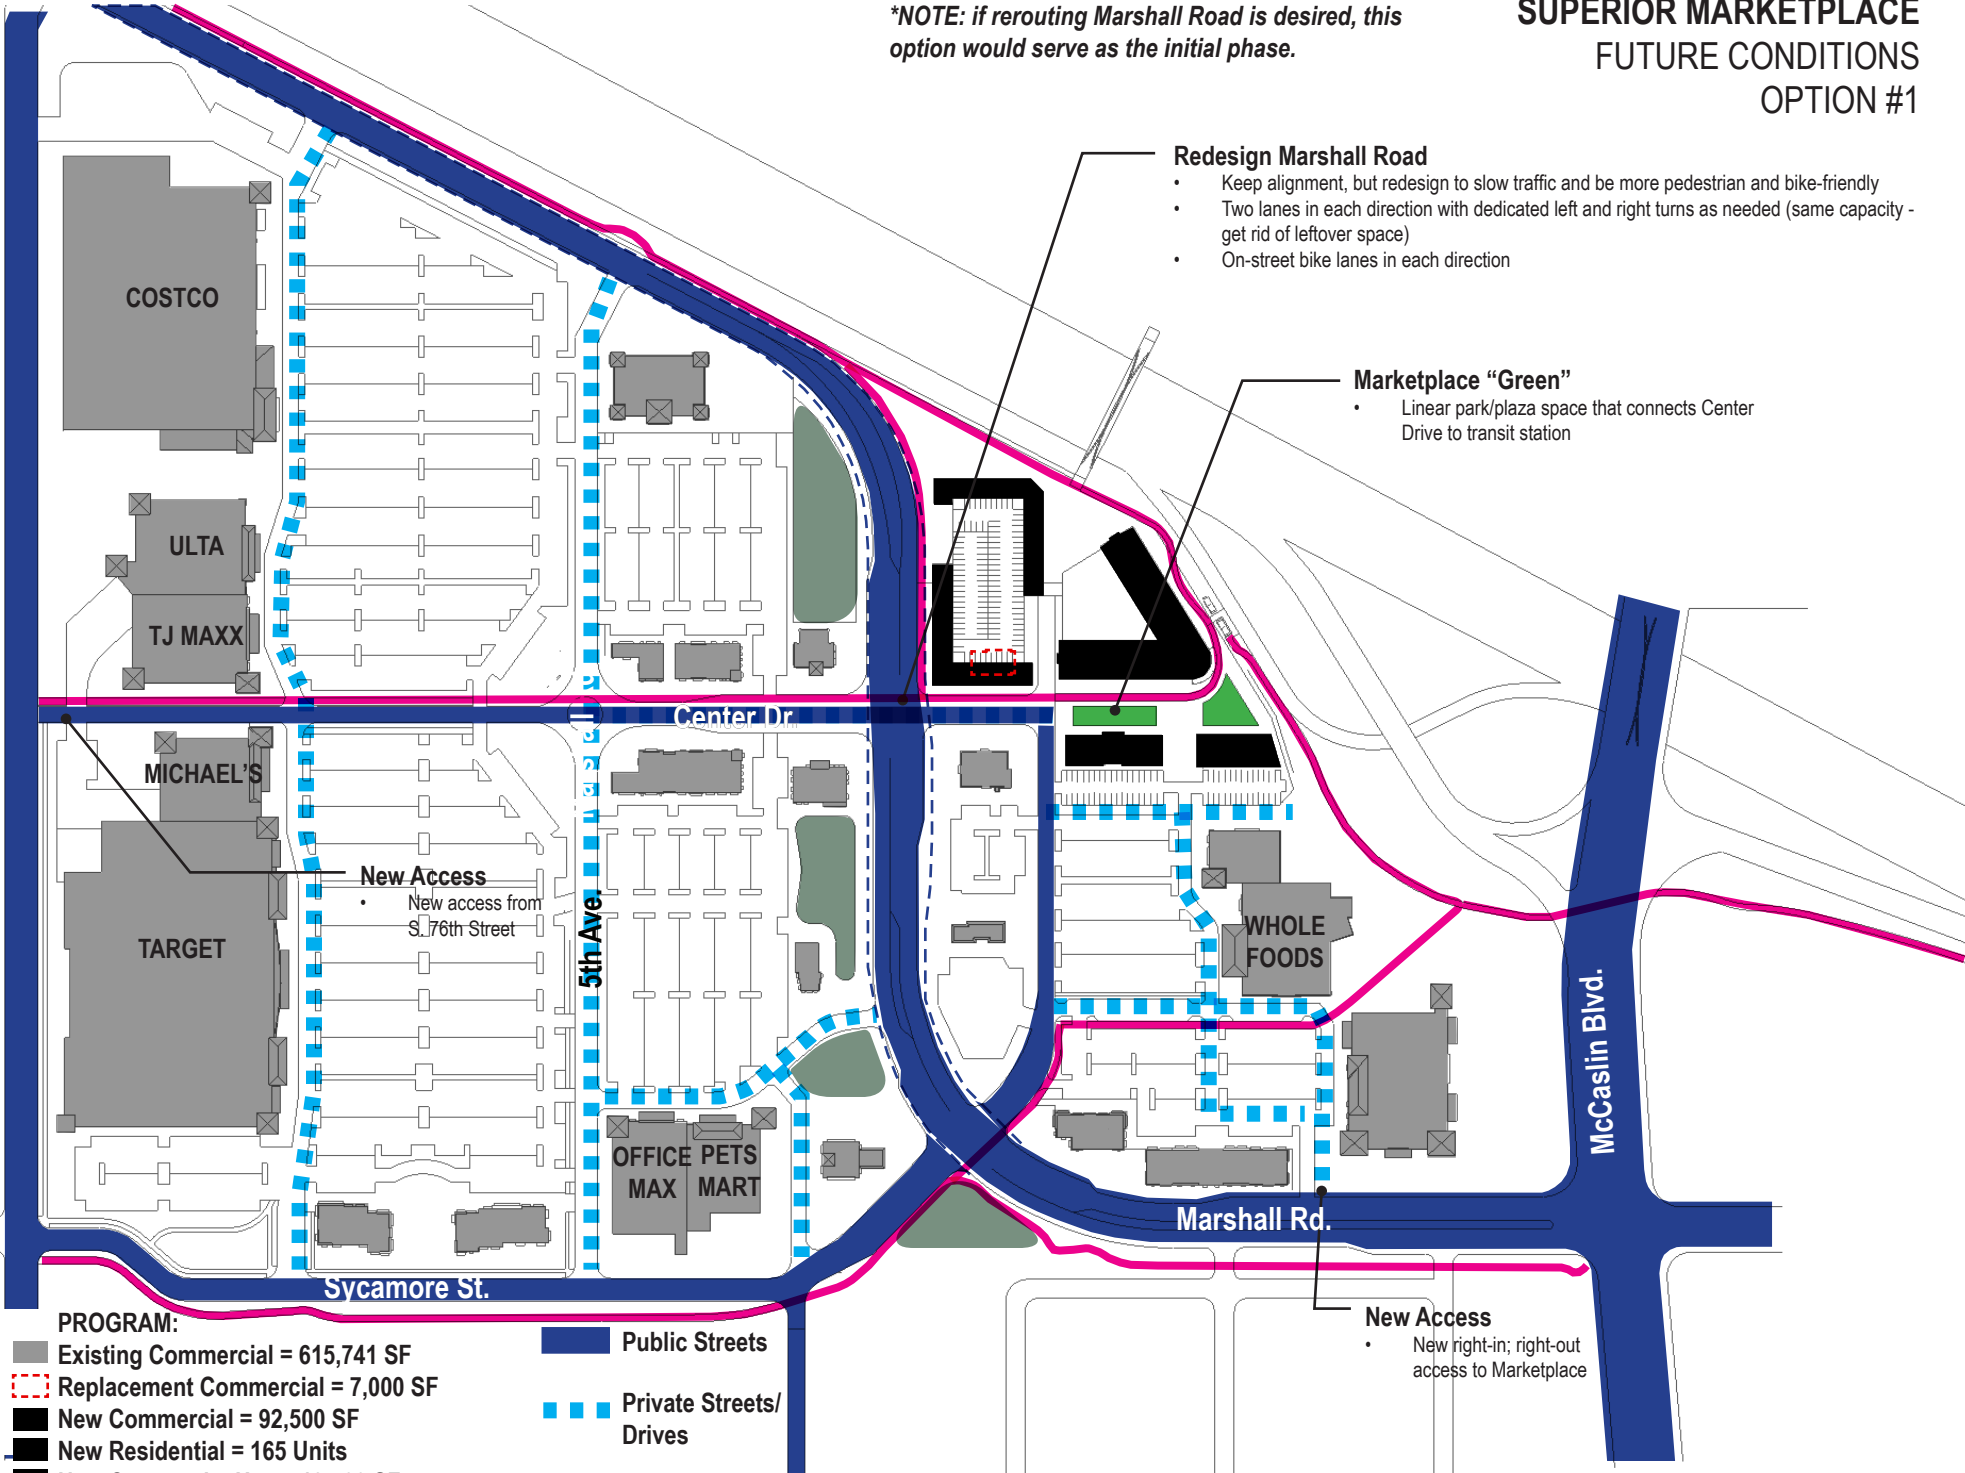 *NOTE: if rerouting Marshall Road is desired, this
option would serve as the initial phase.
SUPERIOR MARKETPLACE
FUTURE CONDITIONS
OPTION #1
Redesign Marshall Road
• Keep alignment, but redesign to slow traffic and be more pedestrian and bike-friendly
• Two lanes in each direction with dedicated left and right turns as needed (same capacity -
get rid of leftover space)
• On-street bike lanes in each direction
Marketplace “Green”
• Linear park/plaza space that connects Center
Drive to transit station
COSTCO
ULTA
TJ MAXX
Center Dr.
MICHAEL'S
New Access
• New access from
S. 76th Street
TARGET
5th Ave.
WHOLE
FOODS
McCaslin Blvd.
OFFICE
MAX
PETS
MART
Marshall Rd.
Sycamore St.
New Access
• New right-in; right-out
access to Marketplace
PROGRAM:
Existing Commercial = 615,741 SF
Replacement Commercial = 7,000 SF
New Commercial = 92,500 SF
New Residential = 165 Units
Public Streets
Private Streets/
Drives